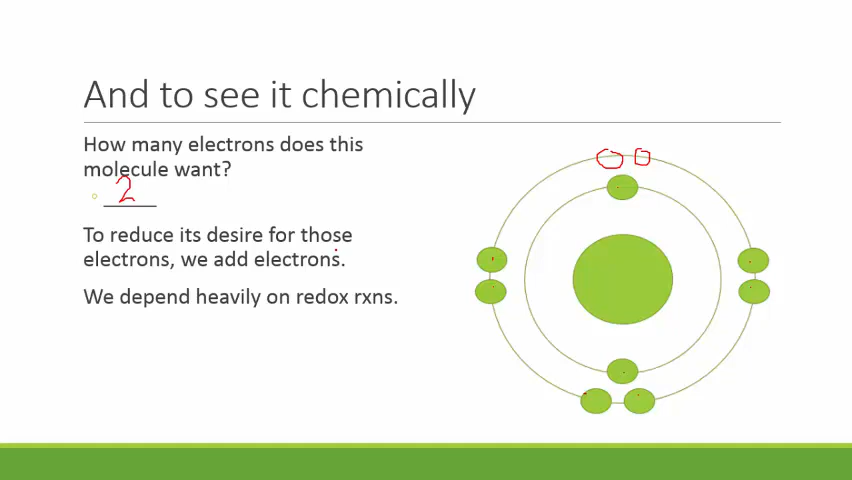 And to see it chemically
How many electrons does this
molecule want?
2
To reduce its desire for those
electrons, we add electrons.
We depend heavily on redox rxns.